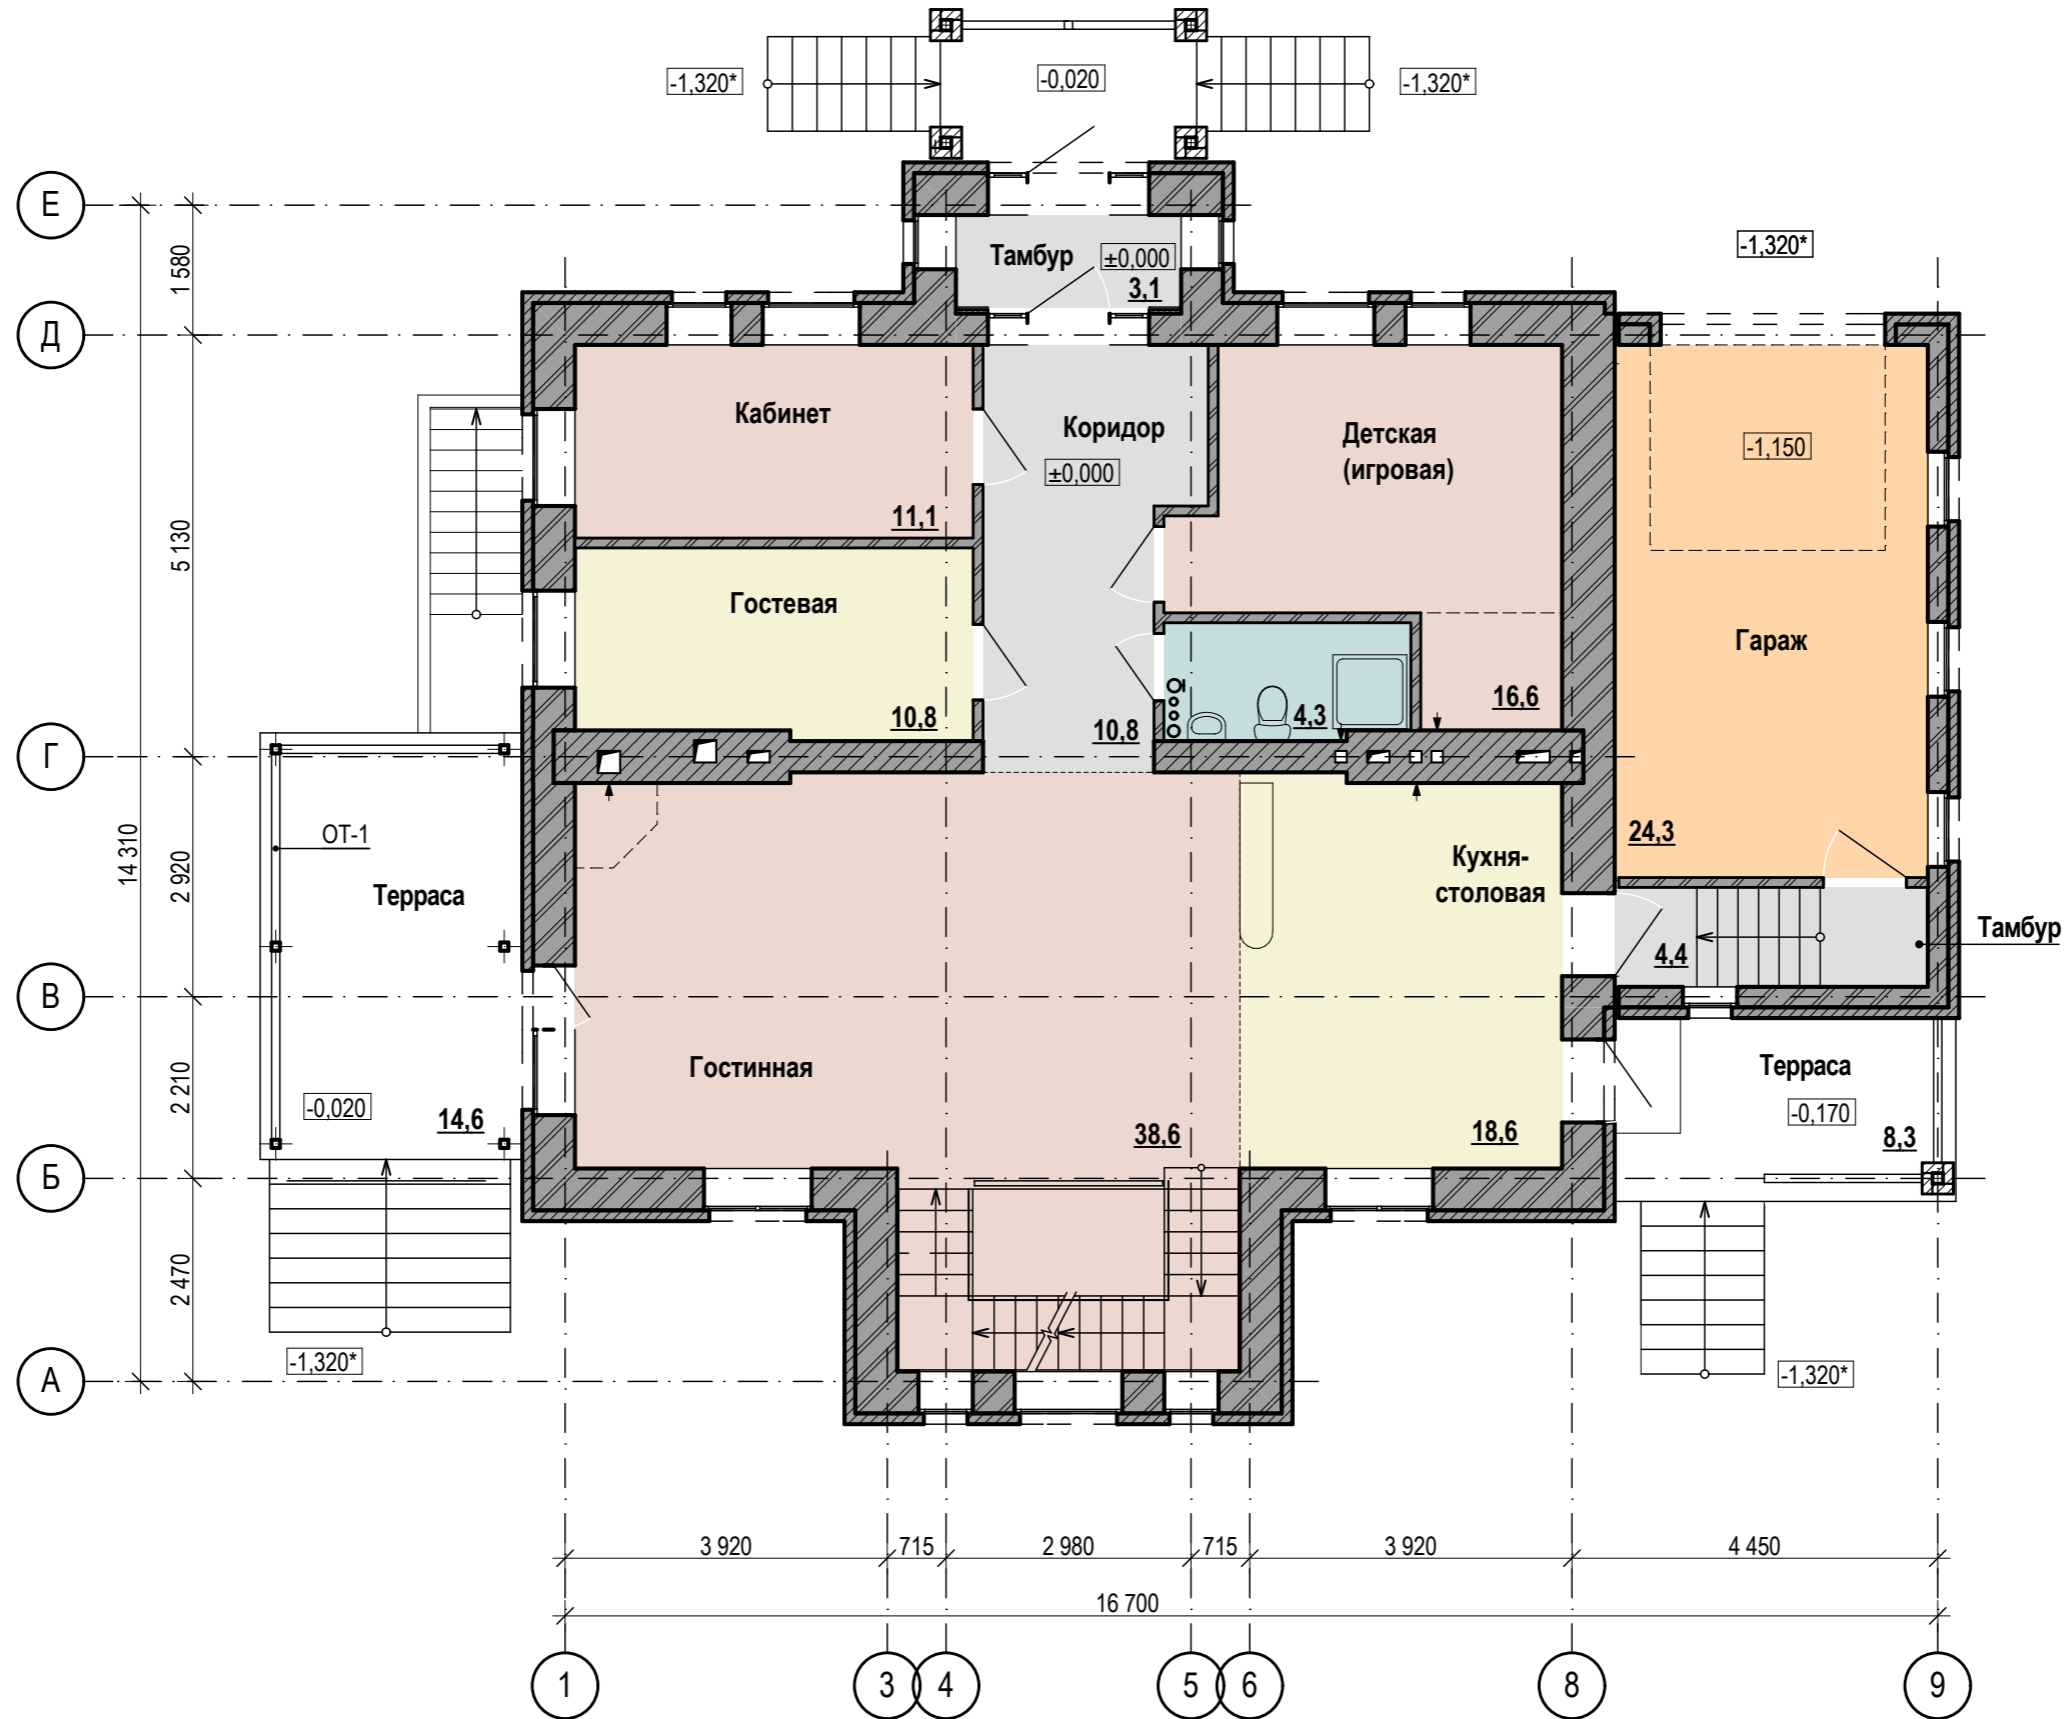 -1,320*
-0,020
-1,320*
Е
Тамбур
±0,000
3,1
-1,320*
1 580
Д
Кабинет
Коридор
±0,000
Детская
(игровая)
-1,150
11,1
5 130
Гостевая
Гараж
10,8
10,8
4,3
16,6
Г
14 310
ОТ-1
24,3
2 920
Терраса
Кухня-
столовая
Тамбур
4,4
В
Гостинная
Терраса
2 210
-0,020
14,6
38,6
18,6
-0,170
8,3
Б
2 470
-1,320*
-1,320*
А
3 920
715
2 980
715
3 920
4 450
16 700
1
3
4
5
6
8
9